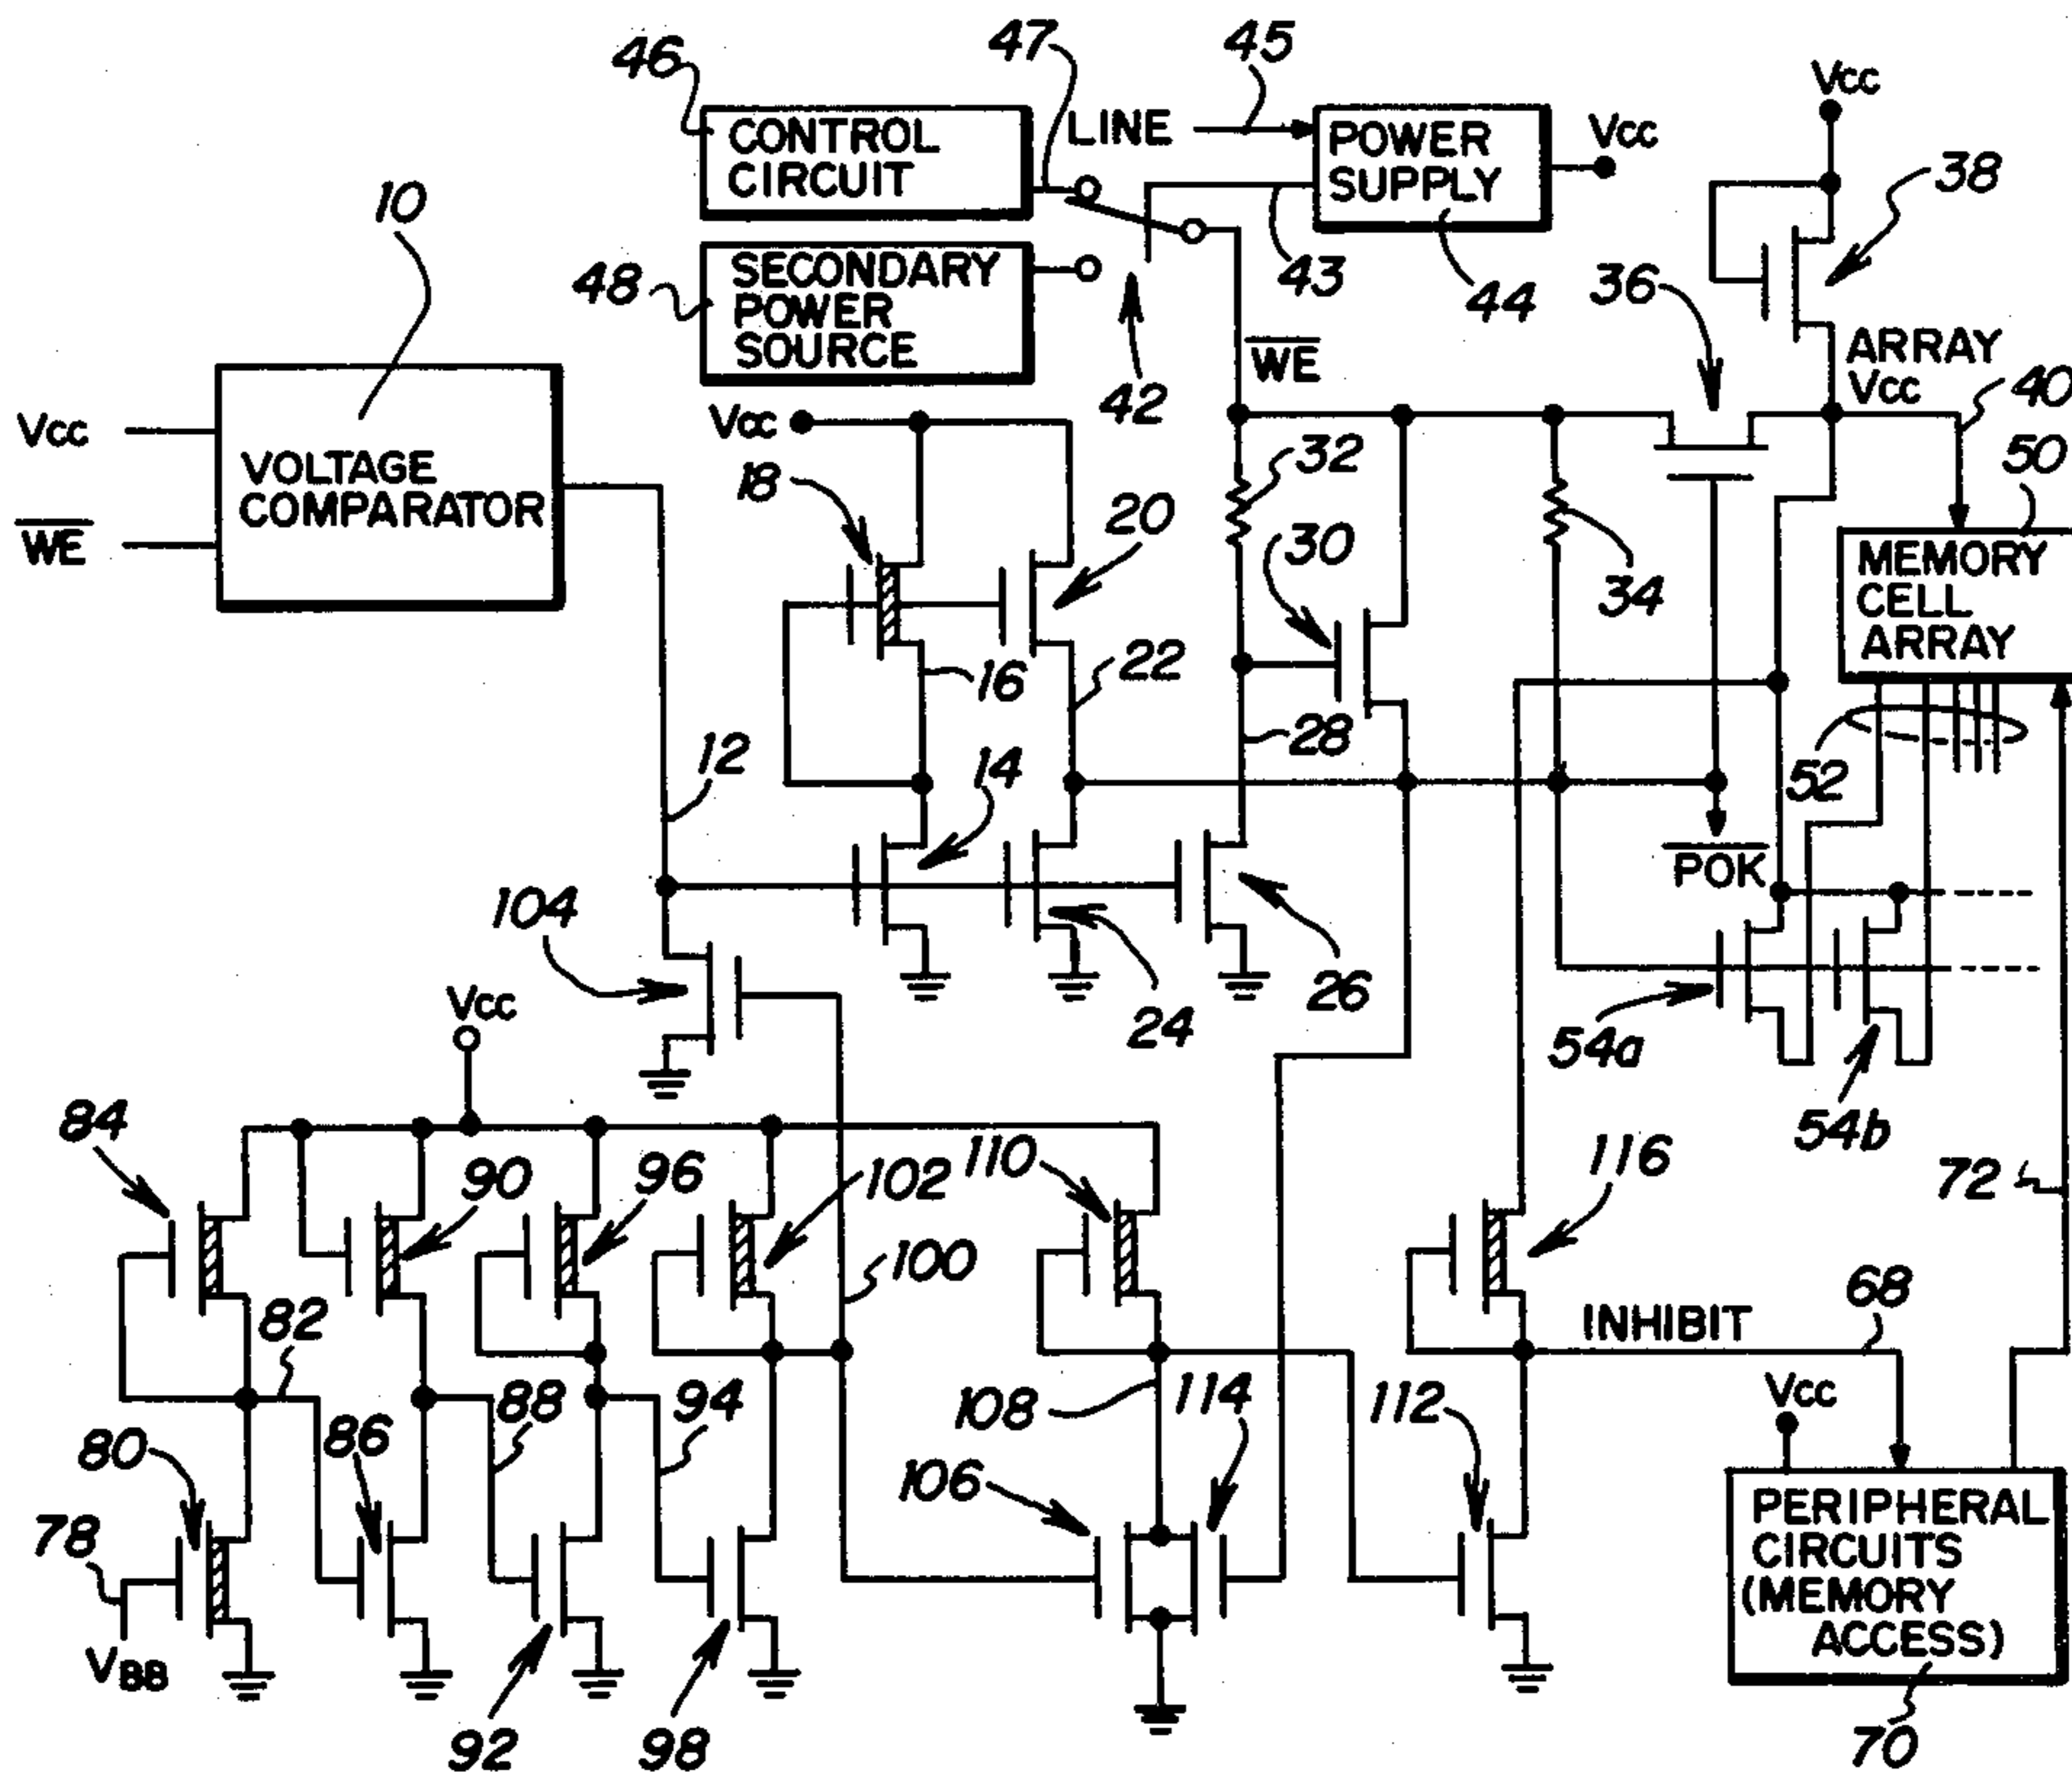 46
47
45
Vcc
CONTROL
CIRCUIT
LINE
POWER
SUPPLY
Vcc
38
10
48
SECONDARY
POWER
SOURCE
43
44
36
W̅E̅
42
ARRAY
Vcc
40
Vcc
VOLTAGE
COMPARATOR
W̅E̅
Vcc
18
20
32
30
34
50
MEMORY
CELL
ARRAY
16
22
28
12
14
52
P̅O̅K̅
104
24
26
54a
54b
Vcc
84
90
96
102
110
100
116
72
82
INHIBIT
68
80
86
88
94
108
114
112
Vcc
106
78
VBB
PERIPHERAL
CIRCUITS
(MEMORY
ACCESS)
92
98
70